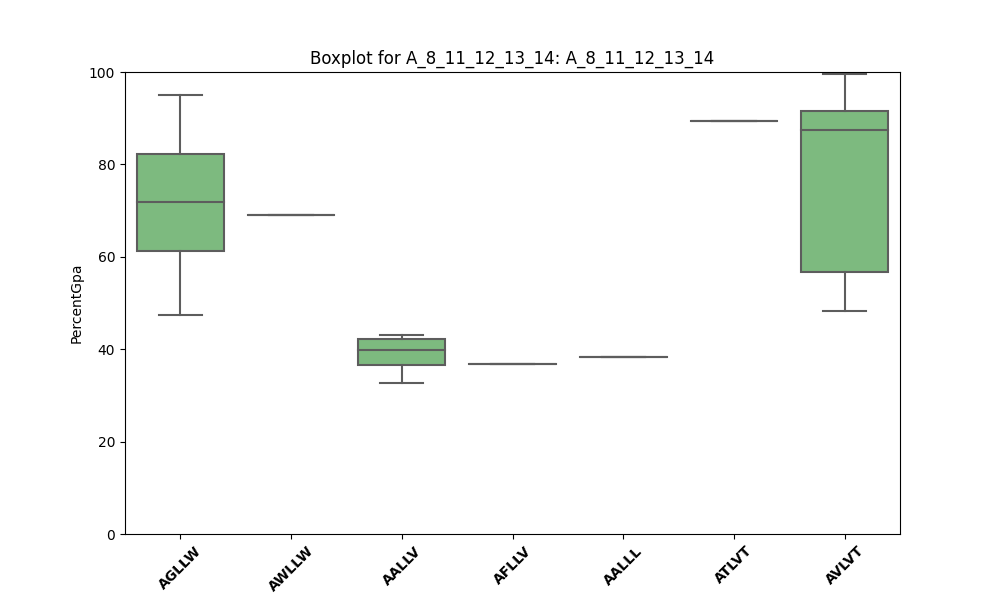 Boxplot for A_8_11_12_13_14: A_8_11_12_13_14
PercentGpa
100
80
60
40
20
0
AGLLW
AWLLW
AALLV
AFLLV
AALLL
ATLVT
AVLVT